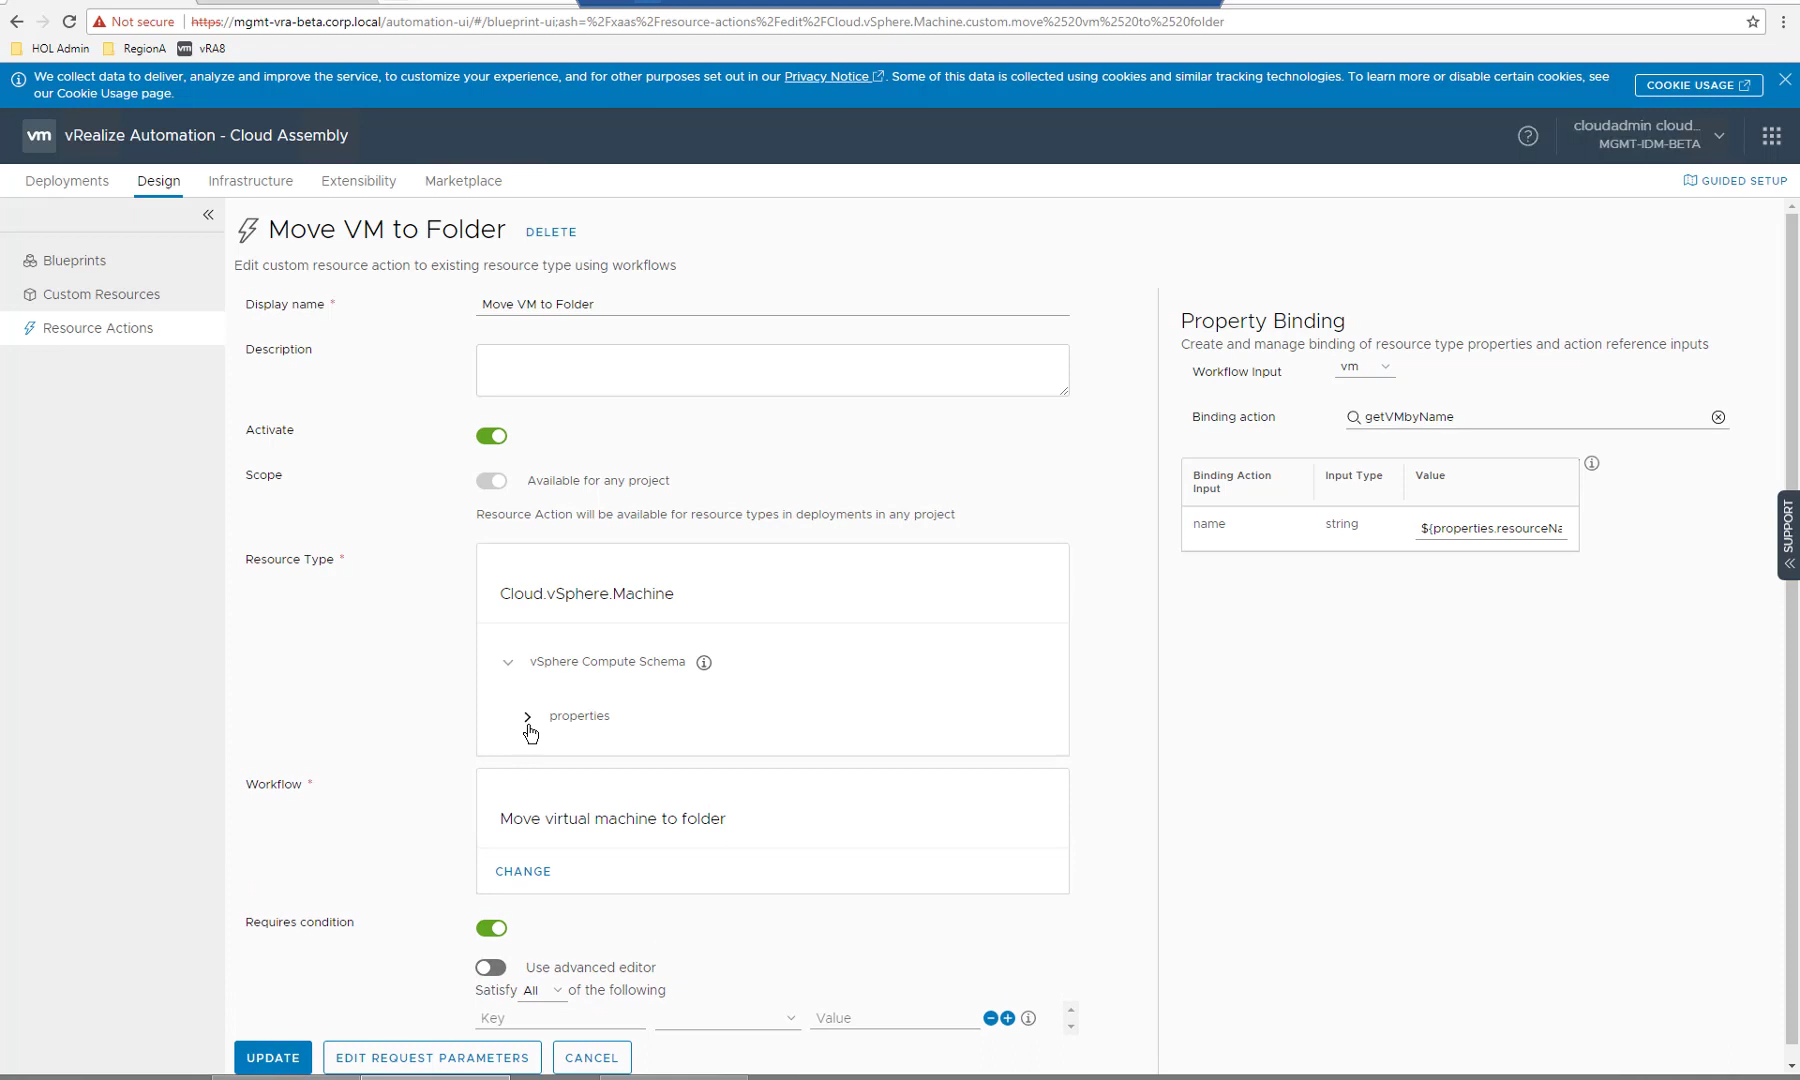 Not secure
https://mgmt-vra-beta.corp.local/automation-ui/#/blueprint-ui;ash=%2Fxaas%2Fresource-actions%2Fedit%2FCloud.vSphere.Machine.custom.move%2520vm%2520to%2520folder
HOL Admin
RegionA
vm
vRA8
We collect data to deliver, analyze and improve the service, to customize your experience, and for other purposes set out in our Privacy Notice. Some of this data is collected using cookies and similar tracking technologies. To learn more or disable certain cookies, see
our Cookie Usage page.
COOKIE USAGE
vm
vRealize Automation - Cloud Assembly
cloudadmin cloud...
MGMT-IDM-BETA
Deployments
Design
Infrastructure
Extensibility
Marketplace
GUIDED SETUP
Blueprints
Custom Resources
Resource Actions
Move VM to Folder
DELETE
Edit custom resource action to existing resource type using workflows
Display name *
Move VM to Folder
Description
Activate
Scope
Available for any project
Resource Action will be available for resource types in deployments in any project
Resource Type *
Cloud.vSphere.Machine
vSphere Compute Schema
properties
Workflow *
Move virtual machine to folder
CHANGE
Requires condition
Use advanced editor
Satisfy All of the following
Key
Value
UPDATE
EDIT REQUEST PARAMETERS
CANCEL
Property Binding
Create and manage binding of resource type properties and action reference inputs
Workflow Input
vm
Binding action
getVMbyName
Binding Action
Input
Input Type
Value
name
string
${properties.resourceNa
SUPPORT